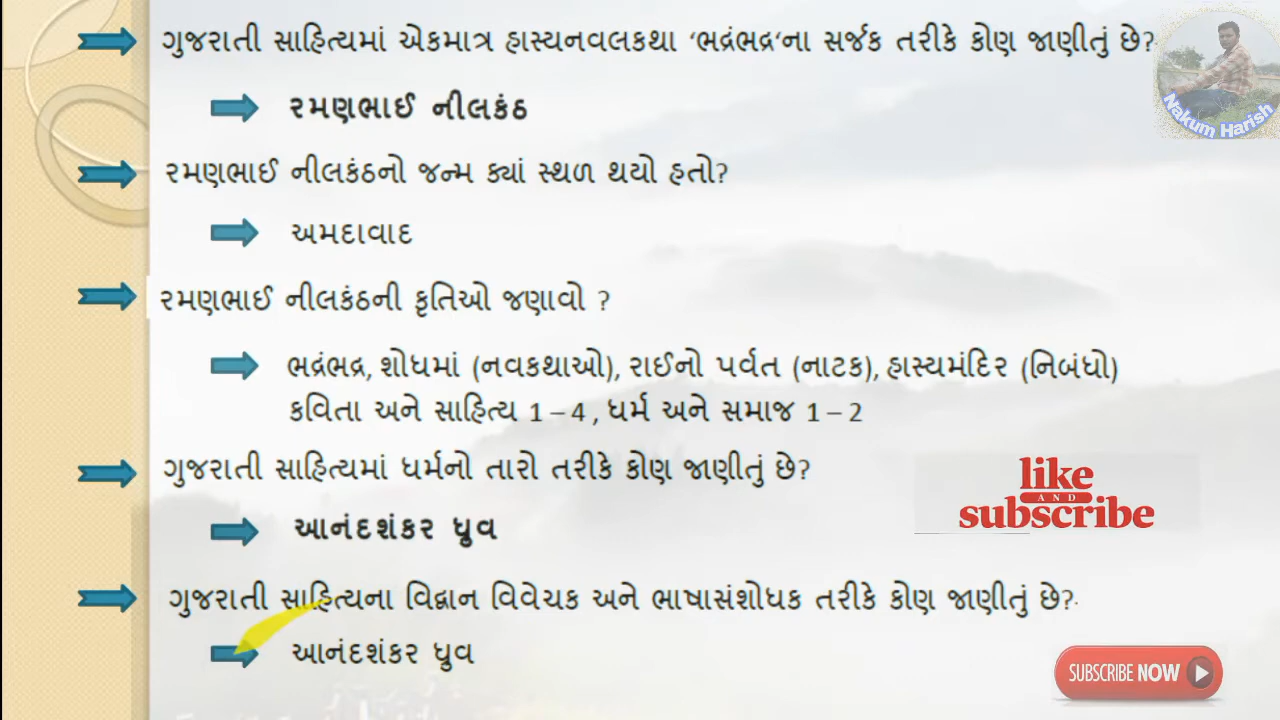 ગુજરાતી સાહિત્યમાં એકમાત્ર હાસ્યનવલકથા ‘ભદ્રંભદ્ર‘ના સર્જક તરીકે કોણ જાણીતું છે?
રમણભાઈ નીલકંઠ
Nakum Harish
રમણભાઈ નીલકંઠનો જન્મ ક્યાં સ્થળ થયો હતો?
અમદાવાદ
રમણભાઈ નીલકંઠની કૃતિઓ જણાવો ?
ભદ્રંભદ્ર, શોધમાં (નવકથાઓ), રાઈનો પર્વત (નાટક), હાસ્યમંદિર (નિબંધો)
કવિતા અને સાહિત્ય 1 – 4 , ધર્મ અને સમાજ 1 – 2
ગુજરાતી સાહિત્યમાં ધર્મનો તારો તરીકે કોણ જાણીતું છે?
like
AND
subscribe
આનંદશંકર ધ્રુવ
ગુજરાતી સાહિત્યના વિદ્વાન વિવેચક અને ભાષાસંશોધક તરીકે કોણ જાણીતું છે?
આનંદશંકર ધ્રુવ
SUBSCRIBE NOW